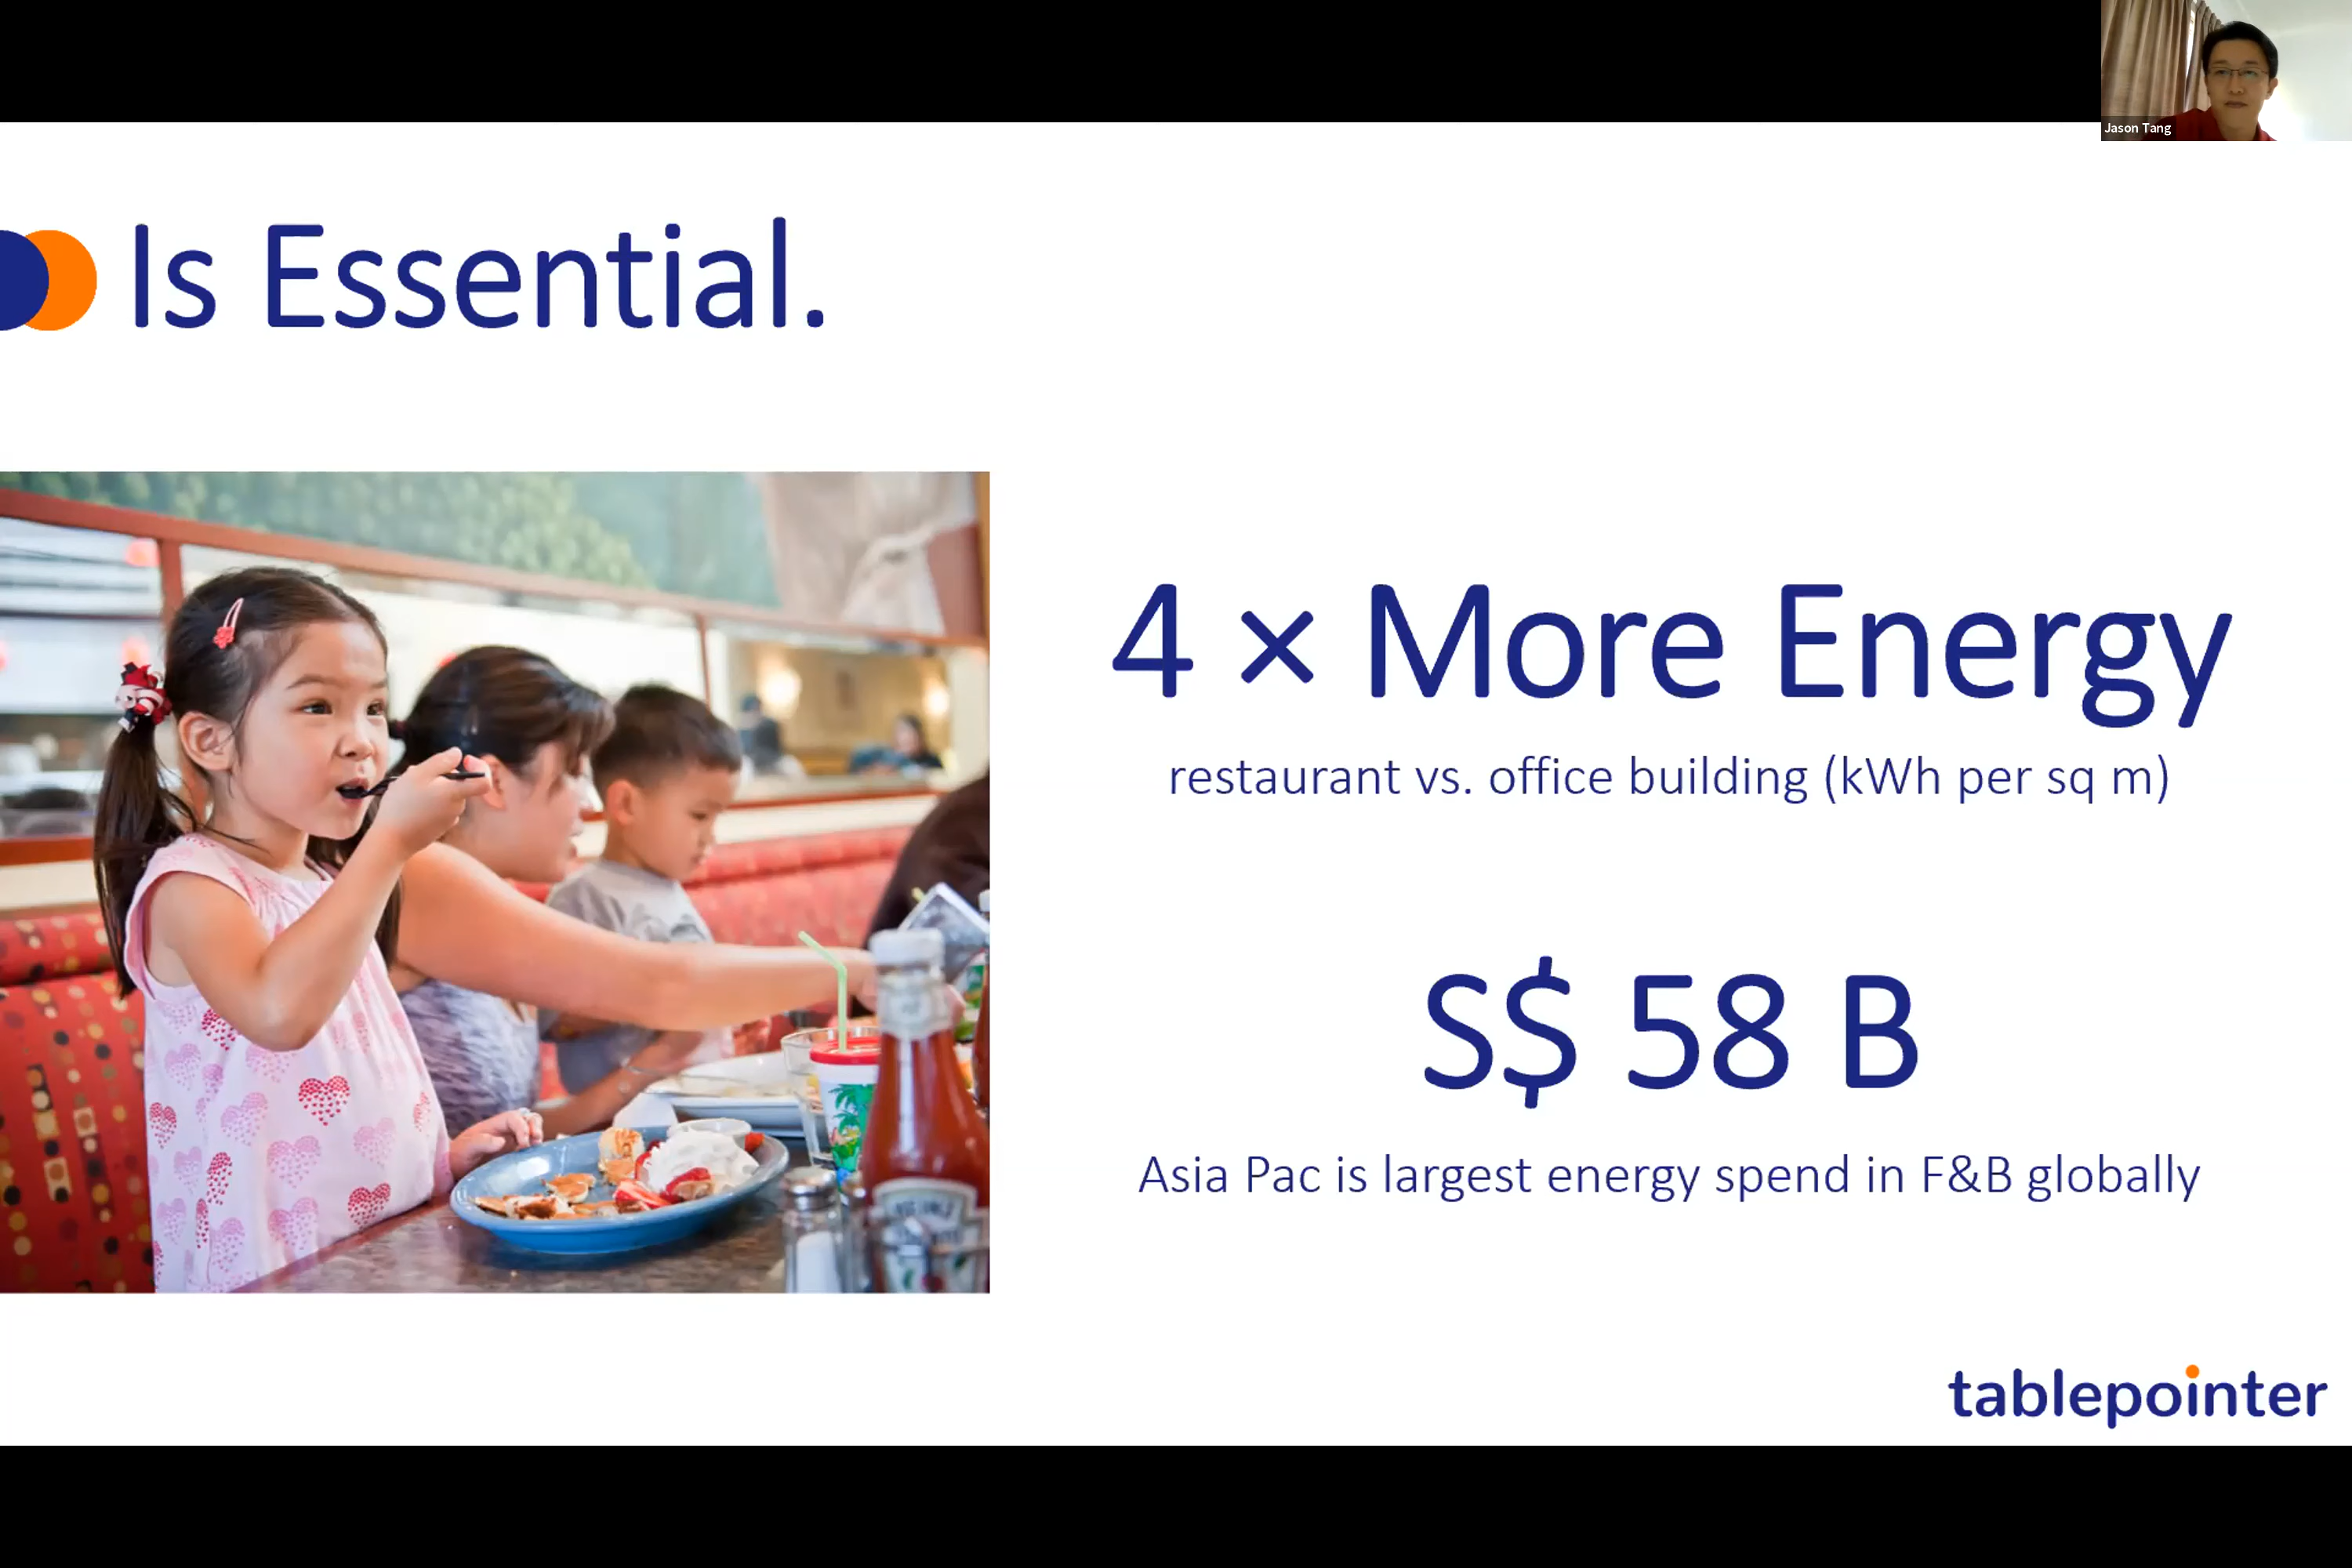 Jason Tang
Is Essential.
4 × More Energy
restaurant vs. office building (kWh per sq m)
S$ 58 B
Asia Pac is largest energy spend in F&B globally
tablepointer